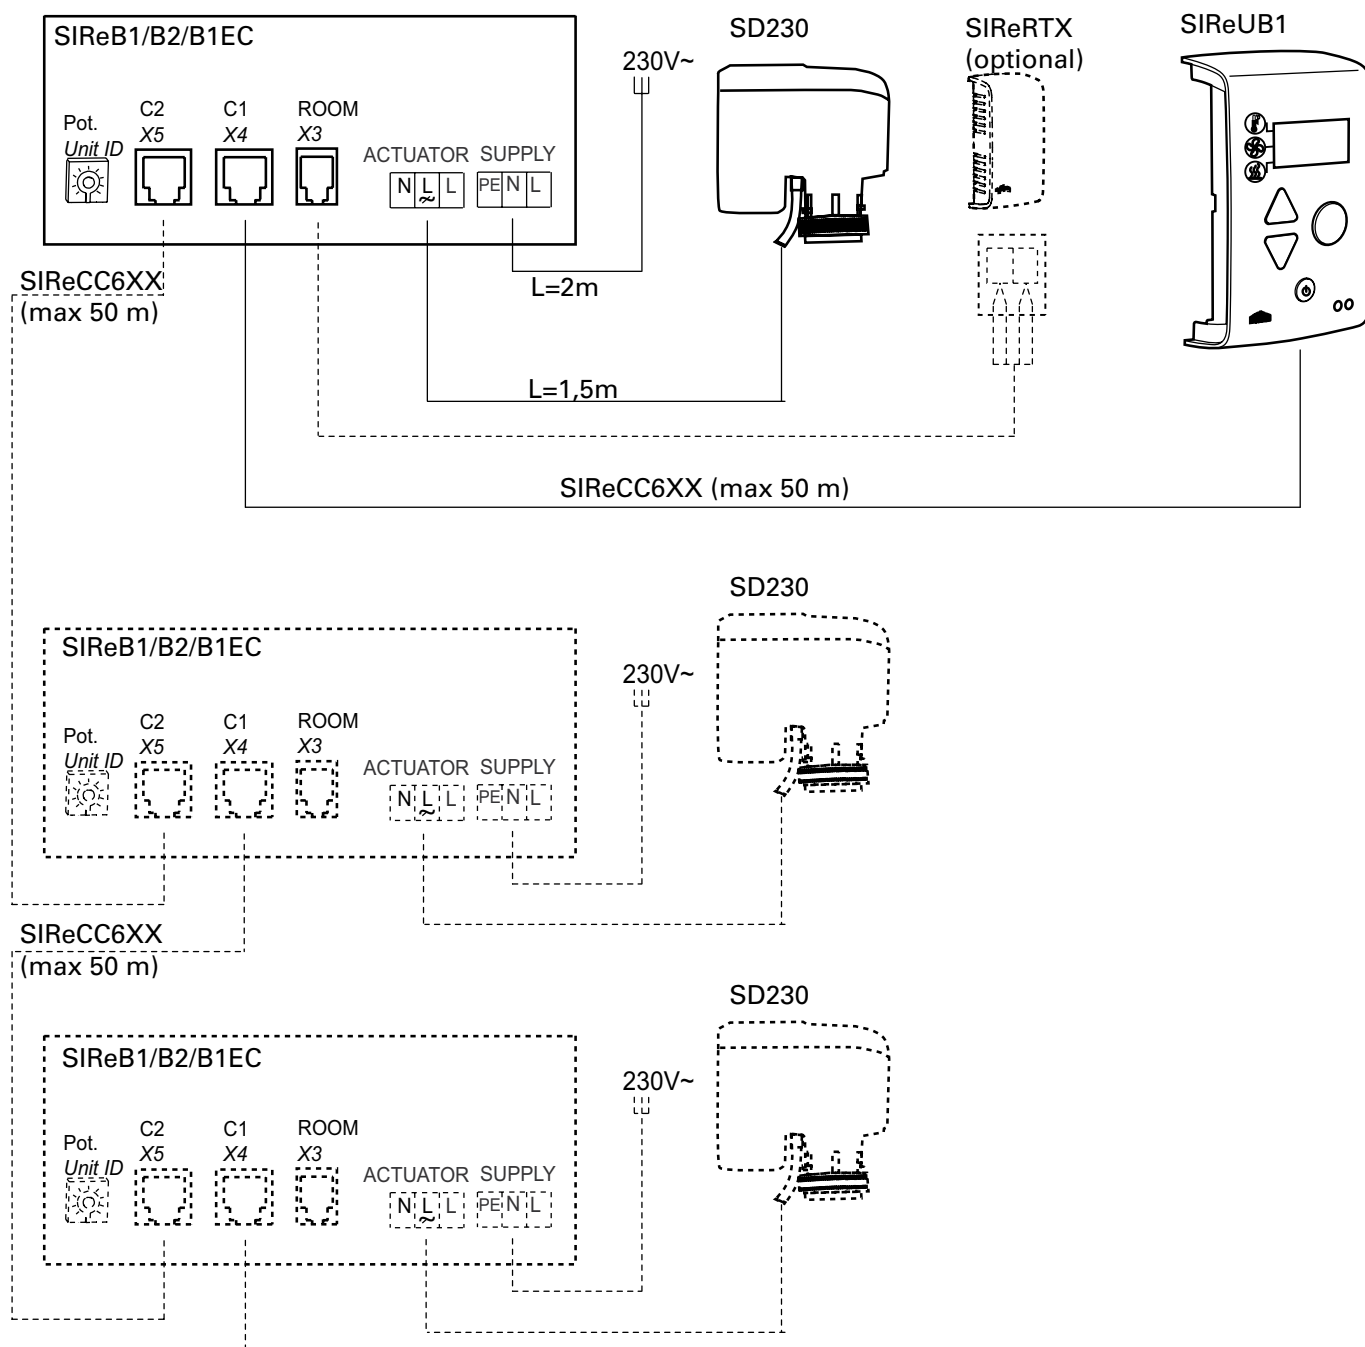 SIReB1/B2/B1EC
SD230
SIReRTX
(optional)
SIReUB1
230V~
Pot.
Unit ID
C2
X5
C1
X4
ROOM
X3
ACTUATOR
SUPPLY
N L L
~
PE N L
SIReCC6XX
(max 50 m)
L=2m
L=1,5m
SIReCC6XX (max 50 m)
SD230
SIReB1/B2/B1EC
230V~
Pot.
Unit ID
C2
X5
C1
X4
ROOM
X3
ACTUATOR
SUPPLY
N L L
~
PE N L
SIReCC6XX
(max 50 m)
SD230
SIReB1/B2/B1EC
230V~
Pot.
Unit ID
C2
X5
C1
X4
ROOM
X3
ACTUATOR
SUPPLY
N L L
~
PE N L